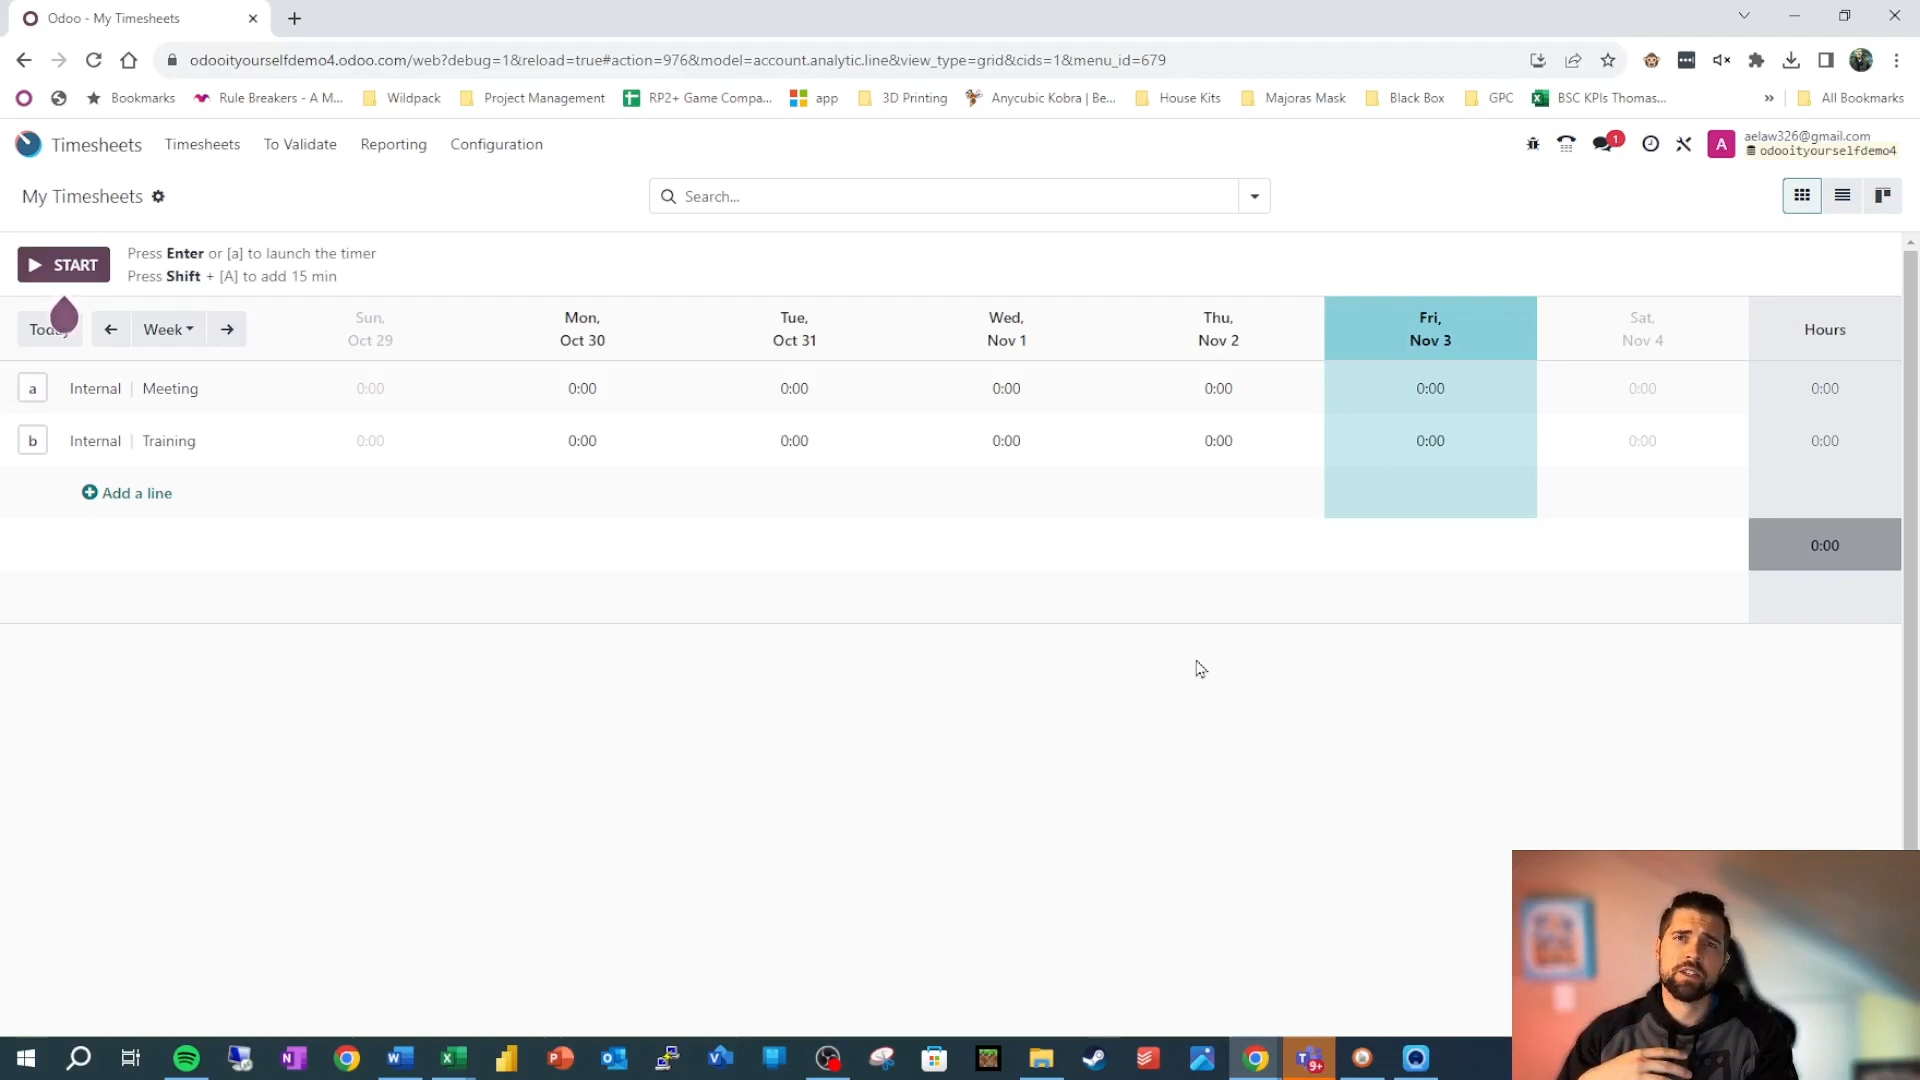 Odoo - My Timesheets
odooityourselfdemo4.odoo.com/web?debug=1&reload=true#action=976&model=account.analytic.line&view_type=grid&cids=1&menu_id=679
Bookmarks Rule Breakers - A M... Wildpack Project Management RP2+ Game Compa... app 3D Printing Anycubic Kobra | Be... House Kits Majoras Mask Black Box GPC BSC KPIs Thomas... » All Bookmarks
Timesheets Timesheets To Validate Reporting Configuration 1 A aelaw326@gmail.com
odooityourselfdemo4
My Timesheets Search...
START
Press Enter or [a] to launch the timer
Press Shift + [A] to add 15 min
Week
Sun, Oct 29
Mon, Oct 30
Tue, Oct 31
Wed, Nov 1
Thu, Nov 2
Fri, Nov 3
Sat, Nov 4
Hours
a Internal | Meeting 0:00 0:00 0:00 0:00 0:00 0:00 0:00 0:00
b Internal | Training 0:00 0:00 0:00 0:00 0:00 0:00 0:00 0:00
Add a line
0:00
9+